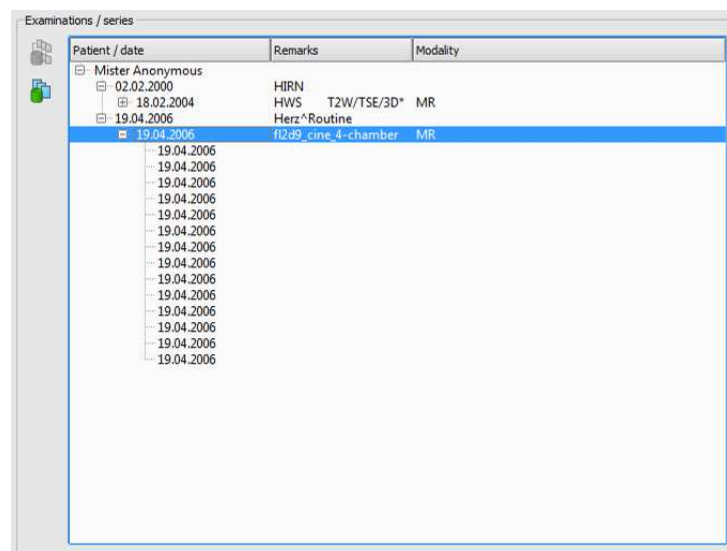 Examinations / series
Patient / date Remarks Modality
Mister Anonymous
02.02.2000 HIRN
18.02.2004 HWS T2W/TSE/3D* MR
19.04.2006 Herz^Routine
19.04.2006 fl2d9_cine_4-chamber MR
19.04.2006
19.04.2006
19.04.2006
19.04.2006
19.04.2006
19.04.2006
19.04.2006
19.04.2006
19.04.2006
19.04.2006
19.04.2006
19.04.2006
19.04.2006
19.04.2006